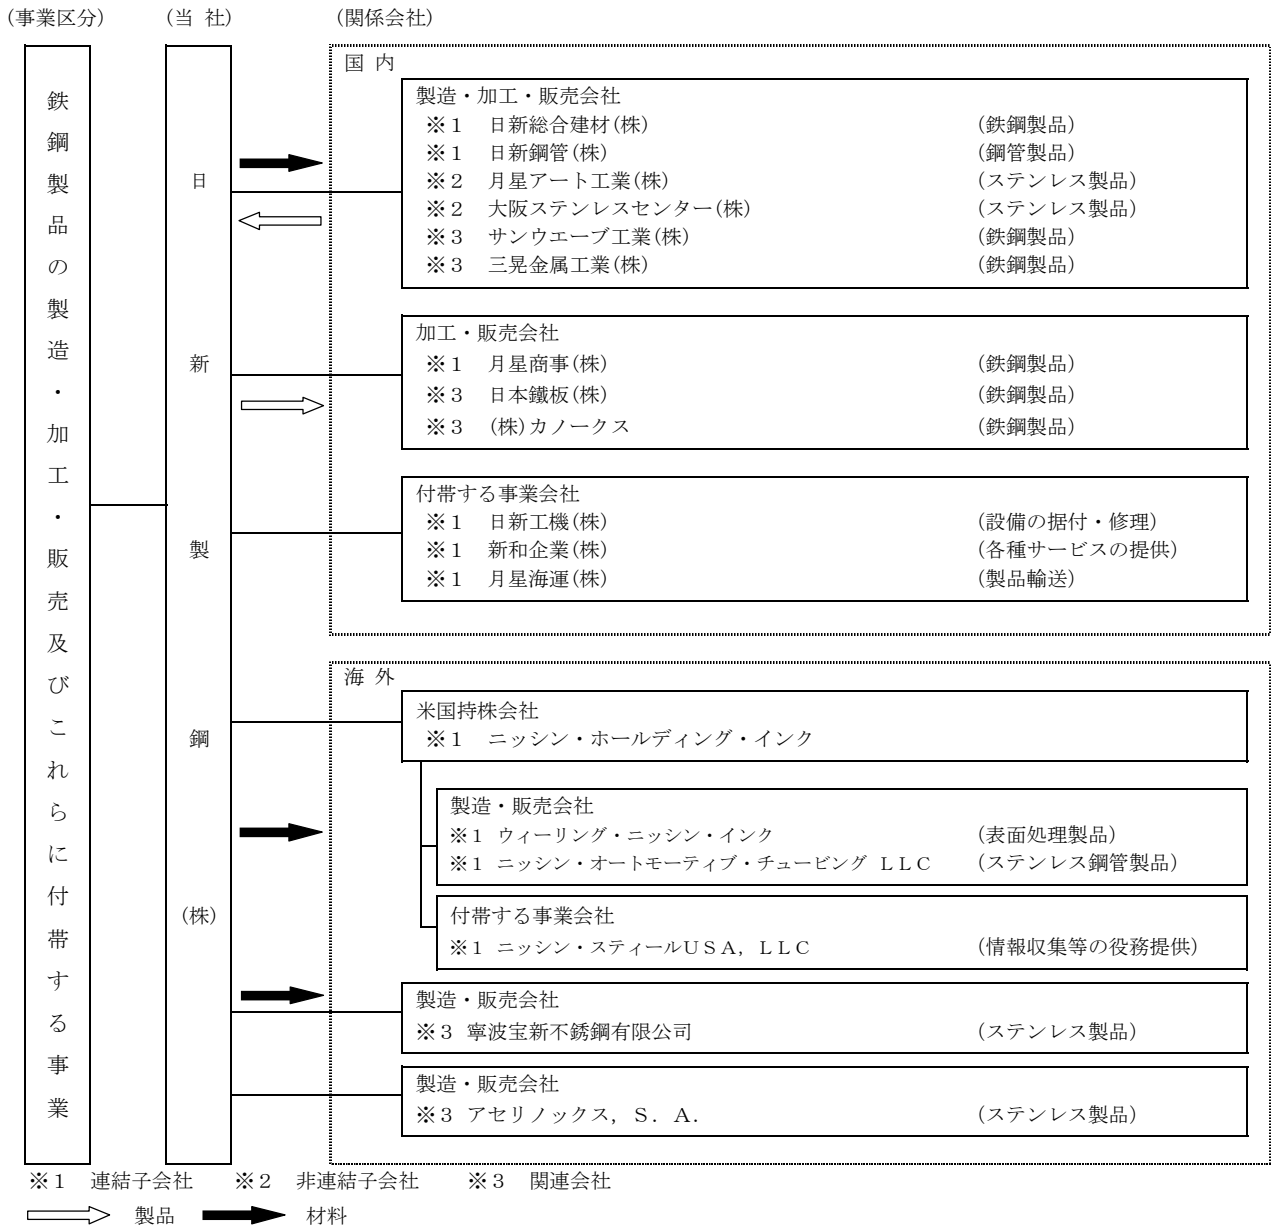 (事業区分) (当 社) (関係会社)
鉄鋼製品の製造・加工・販売及びこれらに付帯する事業
日新製鋼(株)
国 内
製造・加工・販売会社
※1 日新総合建材(株) (鉄鋼製品)
※1 日新鋼管(株) (鋼管製品)
※2 月星アート工業(株) (ステンレス製品)
※2 大阪ステンレスセンター(株) (ステンレス製品)
※3 サンウエーブ工業(株) (鉄鋼製品)
※3 三晃金属工業(株) (鉄鋼製品)
加工・販売会社
※1 月星商事(株) (鉄鋼製品)
※3 日本鐵板(株) (鉄鋼製品)
※3 (株)カノークス (鉄鋼製品)
付帯する事業会社
※1 日新工機(株) (設備の据付・修理)
※1 新和企業(株) (各種サービスの提供)
※1 月星海運(株) (製品輸送)
海 外
米国持株会社
※1 ニッシン・ホールディング・インク
製造・販売会社
※1 ウィーリング・ニッシン・インク (表面処理製品)
※1 ニッシン・オートモーティブ・チュービング LLC (ステンレス鋼管製品)
付帯する事業会社
※1 ニッシン・スティールUSA, LLC (情報収集等の役務提供)
製造・販売会社
※3 寧波宝新不銹鋼有限公司 (ステンレス製品)
製造・販売会社
※3 アセリノックス, S. A. (ステンレス製品)
※1 連結子会社 ※2 非連結子会社 ※3 関連会社
製品 材料